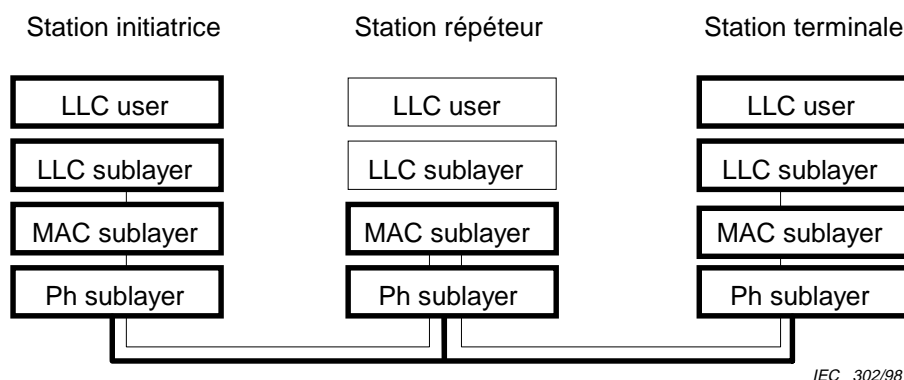 Station initiatrice Station répéteur Station terminale
LLC user LLC user LLC user
LLC sublayer LLC sublayer LLC sublayer
MAC sublayer MAC sublayer MAC sublayer
Ph sublayer Ph sublayer Ph sublayer
IEC 302/98